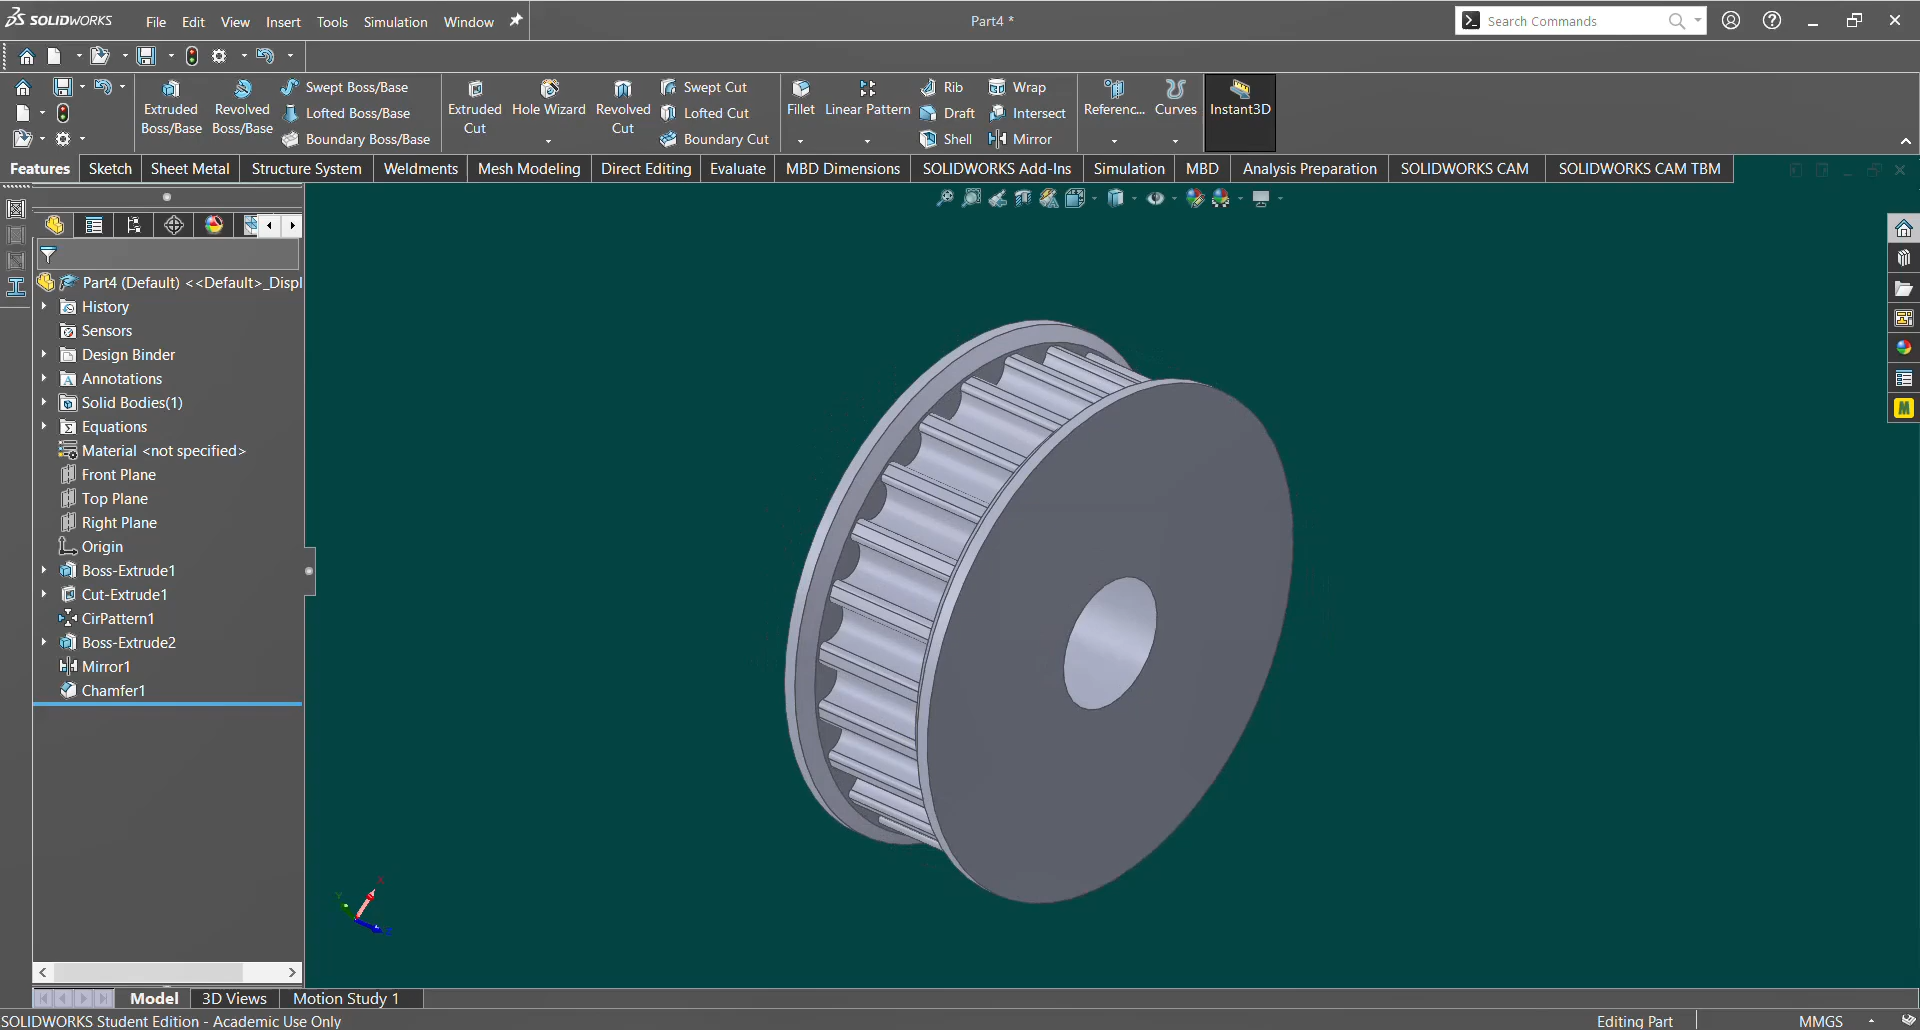 SOLIDWORKS File Edit View Insert Tools Simulation Window Part4 * Search Commands
Extruded Boss/Base
Revolved Boss/Base
Swept Boss/Base
Lofted Boss/Base
Boundary Boss/Base
Extruded Cut
Hole Wizard
Revolved Cut
Swept Cut
Lofted Cut
Boundary Cut
Fillet
Linear Pattern
Rib
Draft
Shell
Wrap
Intersect
Mirror
Referenc...
Curves
Instant3D
Features Sketch Sheet Metal Structure System Weldments Mesh Modeling Direct Editing Evaluate MBD Dimensions SOLIDWORKS Add-Ins Simulation MBD Analysis Preparation SOLIDWORKS CAM SOLIDWORKS CAM TBM
Part4 (Default) <<Default>_Displ
History
Sensors
Design Binder
Annotations
Solid Bodies(1)
Equations
Material <not specified>
Front Plane
Top Plane
Right Plane
Origin
Boss-Extrude1
Cut-Extrude1
CirPattern1
Boss-Extrude2
Mirror1
Chamfer1
Model 3D Views Motion Study 1
SOLIDWORKS Student Edition - Academic Use Only Editing Part MMGS